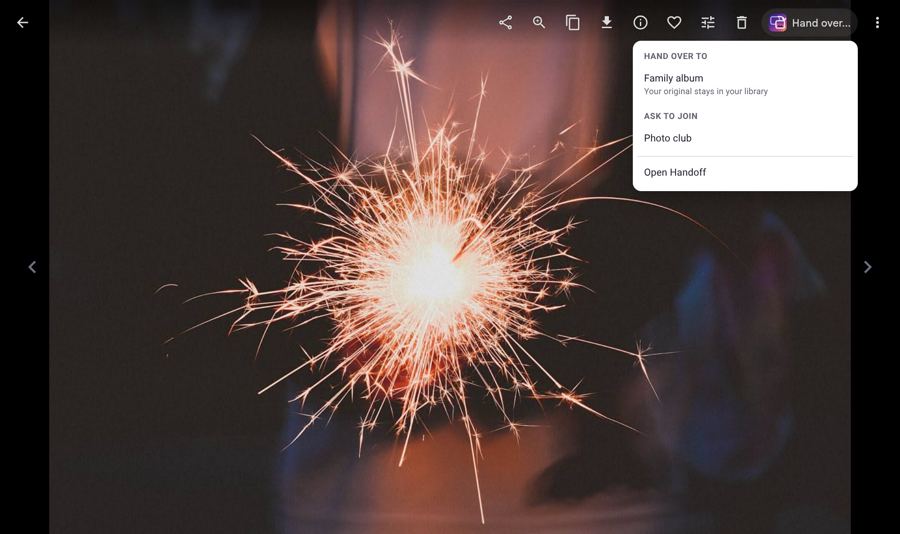 Hand over...
HAND OVER TO
Family album
Your original stays in your library
ASK TO JOIN
Photo club
Open Handoff